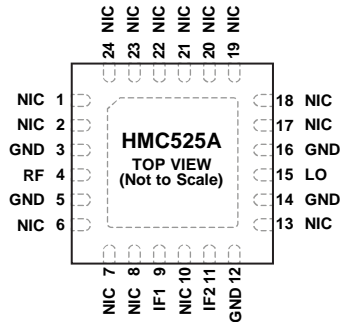 24 NIC
23 NIC
22 NIC
21 NIC
20 NIC
19 NIC
NIC 1
NIC 2
GND 3
RF 4
GND 5
NIC 6
HMC525A
TOP VIEW
(Not to Scale)
18 NIC
17 NIC
16 GND
15 LO
14 GND
13 NIC
NIC 7
NIC 8
IF1 9
NIC 10
IF2 11
GND 12